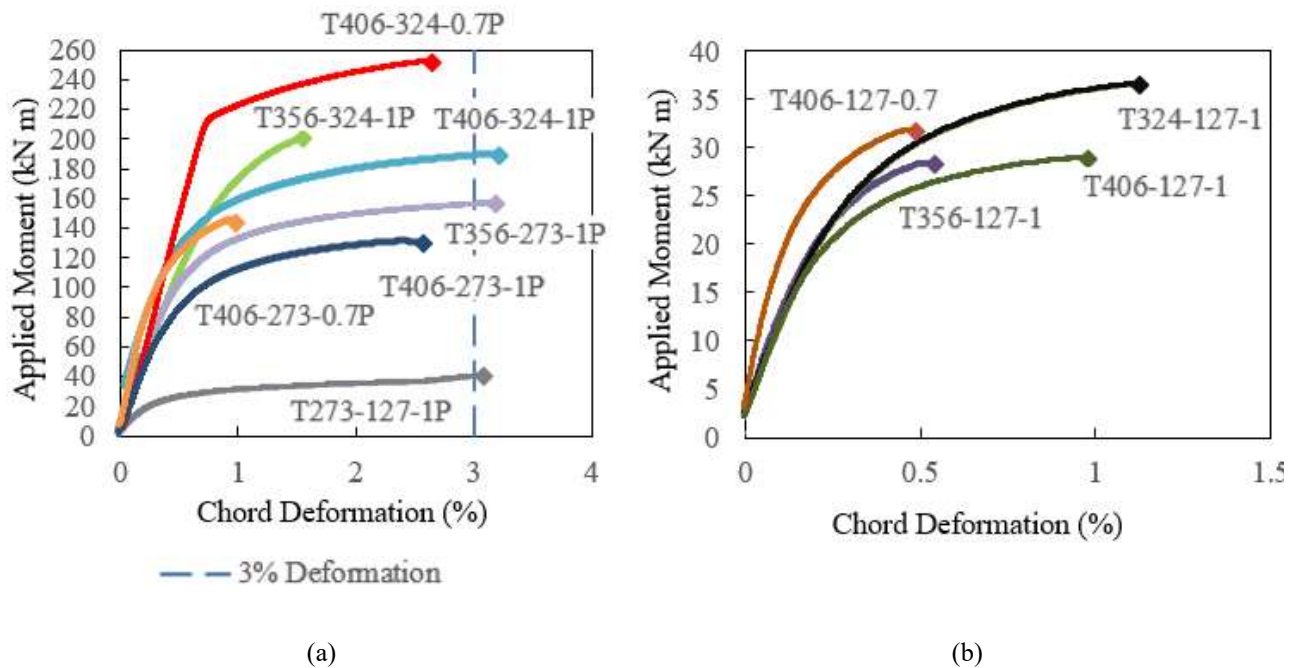 T406-324-0.7P
260
240
220
200
180
160
140
120
100
80
60
40
20
0
Applied Moment (kN m)
T356-324-1P
T406-324-1P
T356-273-1P
T406-273-1P
T406-273-0.7P
T273-127-1P
0 1 2 3 4
Chord Deformation (%)
3% Deformation
(a)
40
35
30
25
20
15
10
5
0
Applied Moment (kN m)
T406-127-0.7
T324-127-1
T406-127-1
T356-127-1
0 0.5 1 1.5
Chord Deformation (%)
(b)